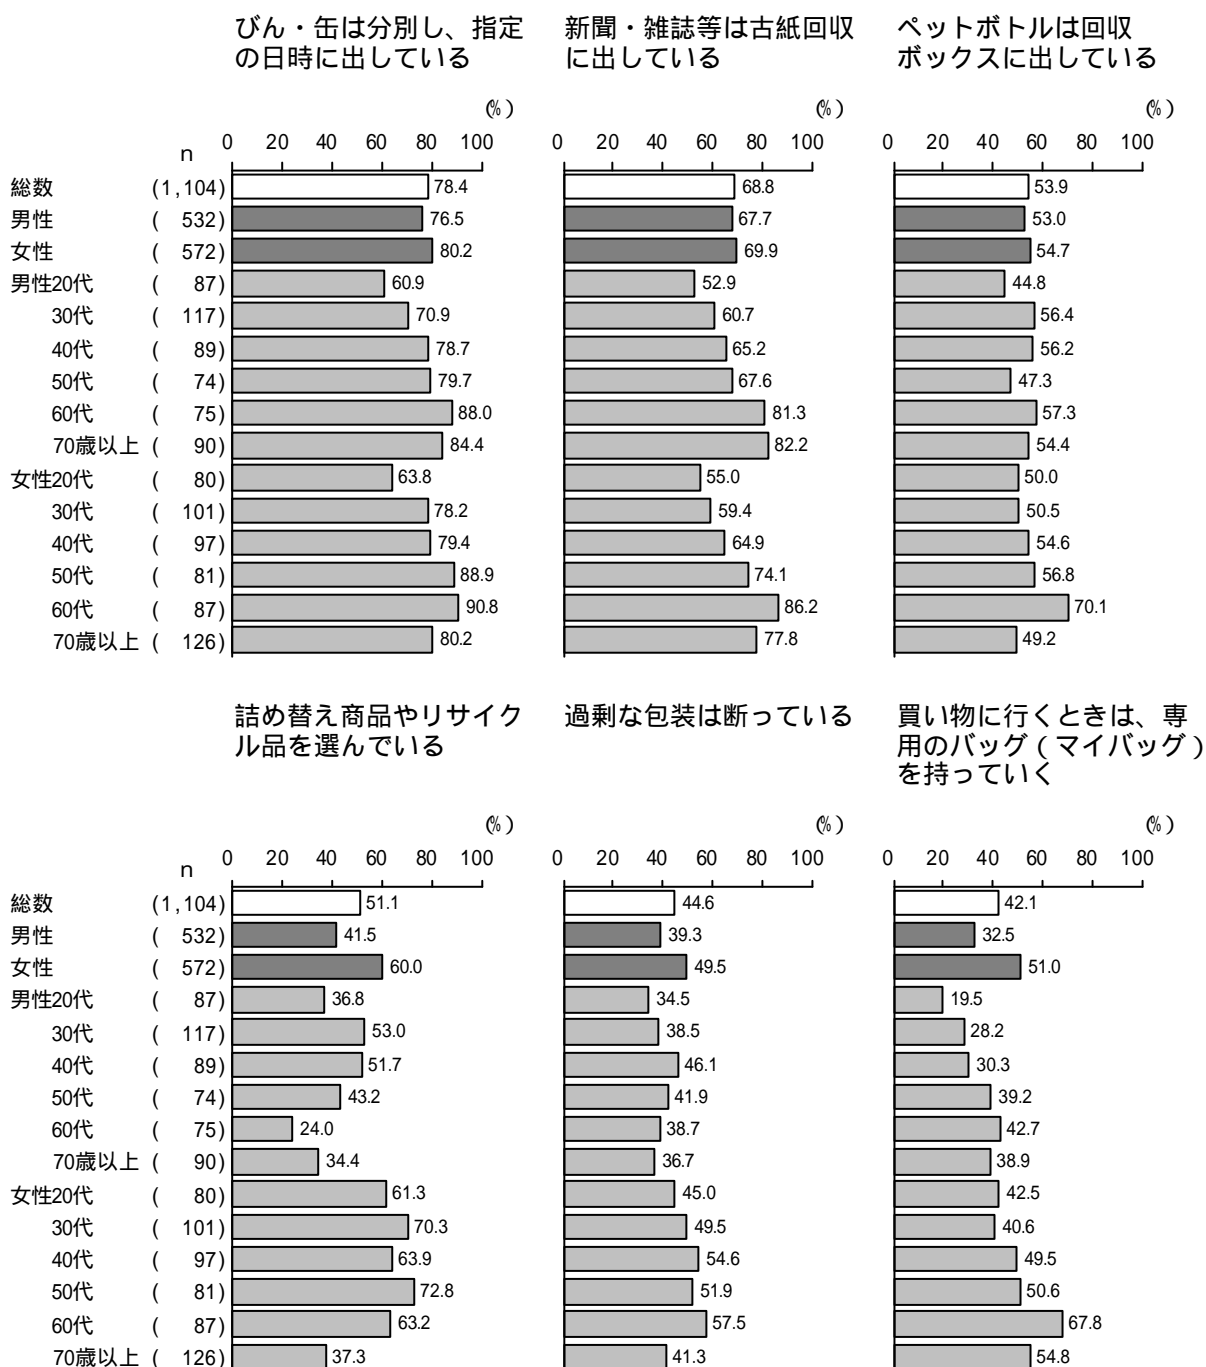 びん・缶は分別し、指定 新聞・雑誌等は古紙回収 ペットボトルは回収
の日時に出している に出している ボックスに出している
(%) (%) (%)
0 20 40 60 80 100 0 20 40 60 80 100 0 20 40 60 80 100
n
総数 (1,104) 78.4 68.8 53.9
男性 ( 532) 76.5 67.7 53.0
女性 ( 572) 80.2 69.9 54.7
男性20代 ( 87) 60.9 52.9 44.8
30代 ( 117) 70.9 60.7 56.4
40代 ( 89) 78.7 65.2 56.2
50代 ( 74) 79.7 67.6 47.3
60代 ( 75) 88.0 81.3 57.3
70歳以上 ( 90) 84.4 82.2 54.4
女性20代 ( 80) 63.8 55.0 50.0
30代 ( 101) 78.2 59.4 50.5
40代 ( 97) 79.4 64.9 54.6
50代 ( 81) 88.9 74.1 56.8
60代 ( 87) 90.8 86.2 70.1
70歳以上 ( 126) 80.2 77.8 49.2
詰め替え商品やリサイク 過剰な包装は断っている 買い物に行くときは、専
ル品を選んでいる 用のバッグ(マイバッグ)
を持っていく
(%) (%) (%)
0 20 40 60 80 100 0 20 40 60 80 100 0 20 40 60 80 100
n
総数 (1,104) 51.1 44.6 42.1
男性 ( 532) 41.5 39.3 32.5
女性 ( 572) 60.0 49.5 51.0
男性20代 ( 87) 36.8 34.5 19.5
30代 ( 117) 53.0 38.5 28.2
40代 ( 89) 51.7 46.1 30.3
50代 ( 74) 43.2 41.9 39.2
60代 ( 75) 24.0 38.7 42.7
70歳以上 ( 90) 34.4 36.7 38.9
女性20代 ( 80) 61.3 45.0 42.5
30代 ( 101) 70.3 49.5 40.6
40代 ( 97) 63.9 54.6 49.5
50代 ( 81) 72.8 51.9 50.6
60代 ( 87) 63.2 57.5 67.8
70歳以上 ( 126) 37.3 41.3 54.8